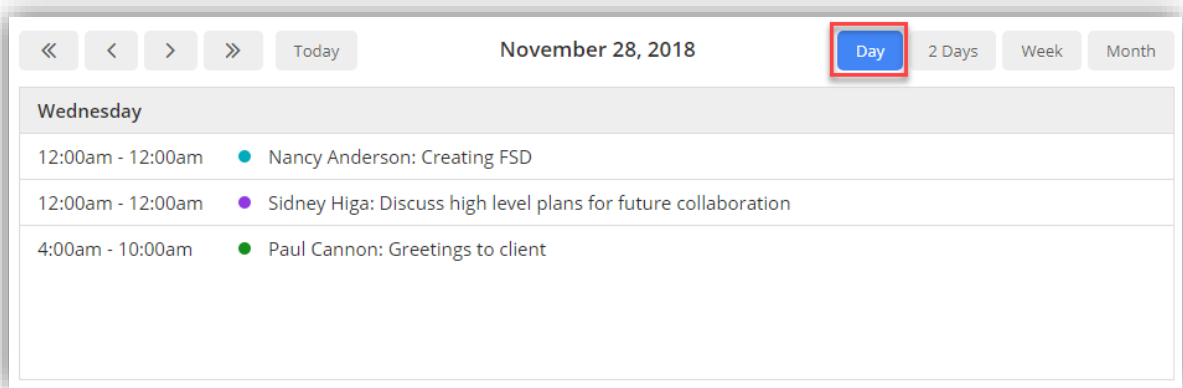 Today November 28, 2018 Day 2 Days Week Month
Wednesday
12:00am - 12:00am Nancy Anderson: Creating FSD
12:00am - 12:00am Sidney Higa: Discuss high level plans for future collaboration
4:00am - 10:00am Paul Cannon: Greetings to client